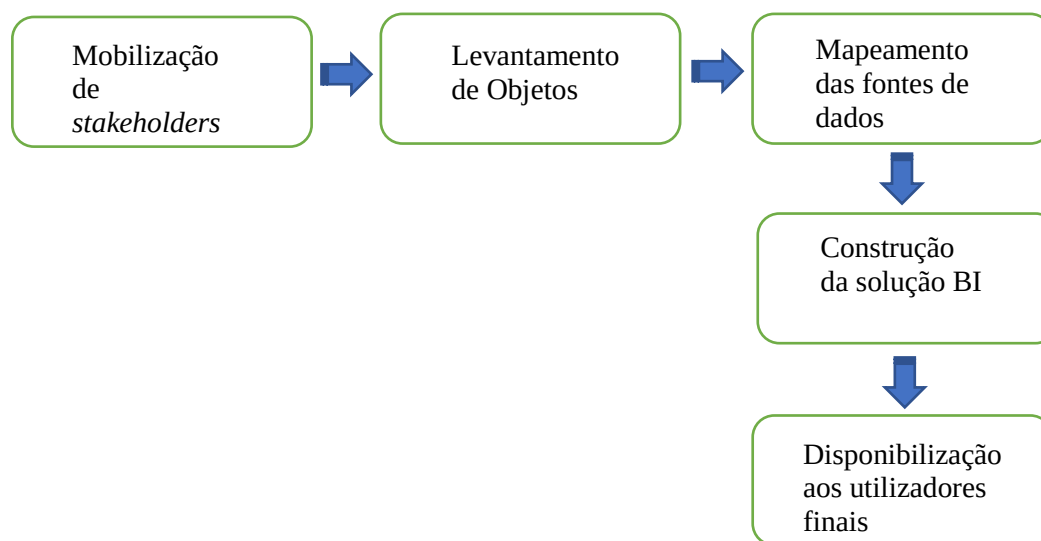 Mobilização
de
stakeholders
Levantamento
de Objetos
Mapeamento
das fontes de
dados
Construção
da solução BI
Disponibilização
aos utilizadores
finais